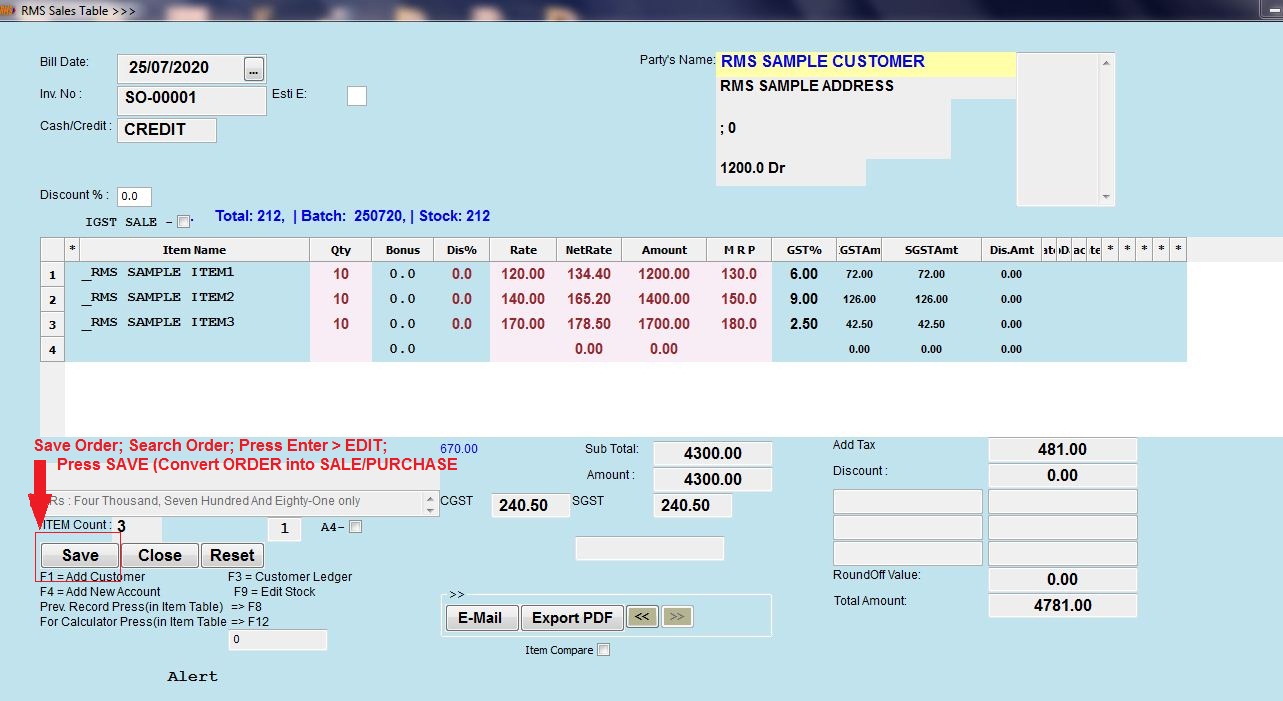 RMS Sales Table >>>
Bill Date: 25/07/2020 ...
Party's Name: RMS SAMPLE CUSTOMER
RMS SAMPLE ADDRESS
Inv. No : SO-00001 Esti E:
Cash/Credit : CREDIT
; 0
1200.0 Dr
Discount % : 0.0
IGST SALE -
Total: 212, | Batch: 250720, | Stock: 212
* Item Name Qty Bonus Dis% Rate NetRate Amount M R P GST% GSTAm SGSTAmt Dis.Amt ac te * * * * *
1 _RMS SAMPLE ITEM1 10 0.0 0.0 120.00 134.40 1200.00 130.0 6.00 72.00 72.00 0.00
2 _RMS SAMPLE ITEM2 10 0.0 0.0 140.00 165.20 1400.00 150.0 9.00 126.00 126.00 0.00
3 _RMS SAMPLE ITEM3 10 0.0 0.0 170.00 178.50 1700.00 180.0 2.50 42.50 42.50 0.00
4 0.0 0.00 0.00 0.00 0.00 0.00
Save Order; Search Order; Press Enter > EDIT;
Press SAVE (Convert ORDER into SALE/PURCHASE
670.00
Sub Total: 4300.00
Amount : 4300.00
CGST 240.50 SGST 240.50
Add Tax 481.00
Discount : 0.00
Rs : Four Thousand, Seven Hundred And Eighty-One only
ITEM Count : 3 1 A4-
Save Close Reset
F1 = Add Customer F3 = Customer Ledger
F4 = Add New Account F9 = Edit Stock
Prev. Record Press(in Item Table) => F8
For Calculator Press(in Item Table => F12
0
>>
E-Mail Export PDF << >>
Item Compare
RoundOff Value: 0.00
Total Amount: 4781.00
Alert